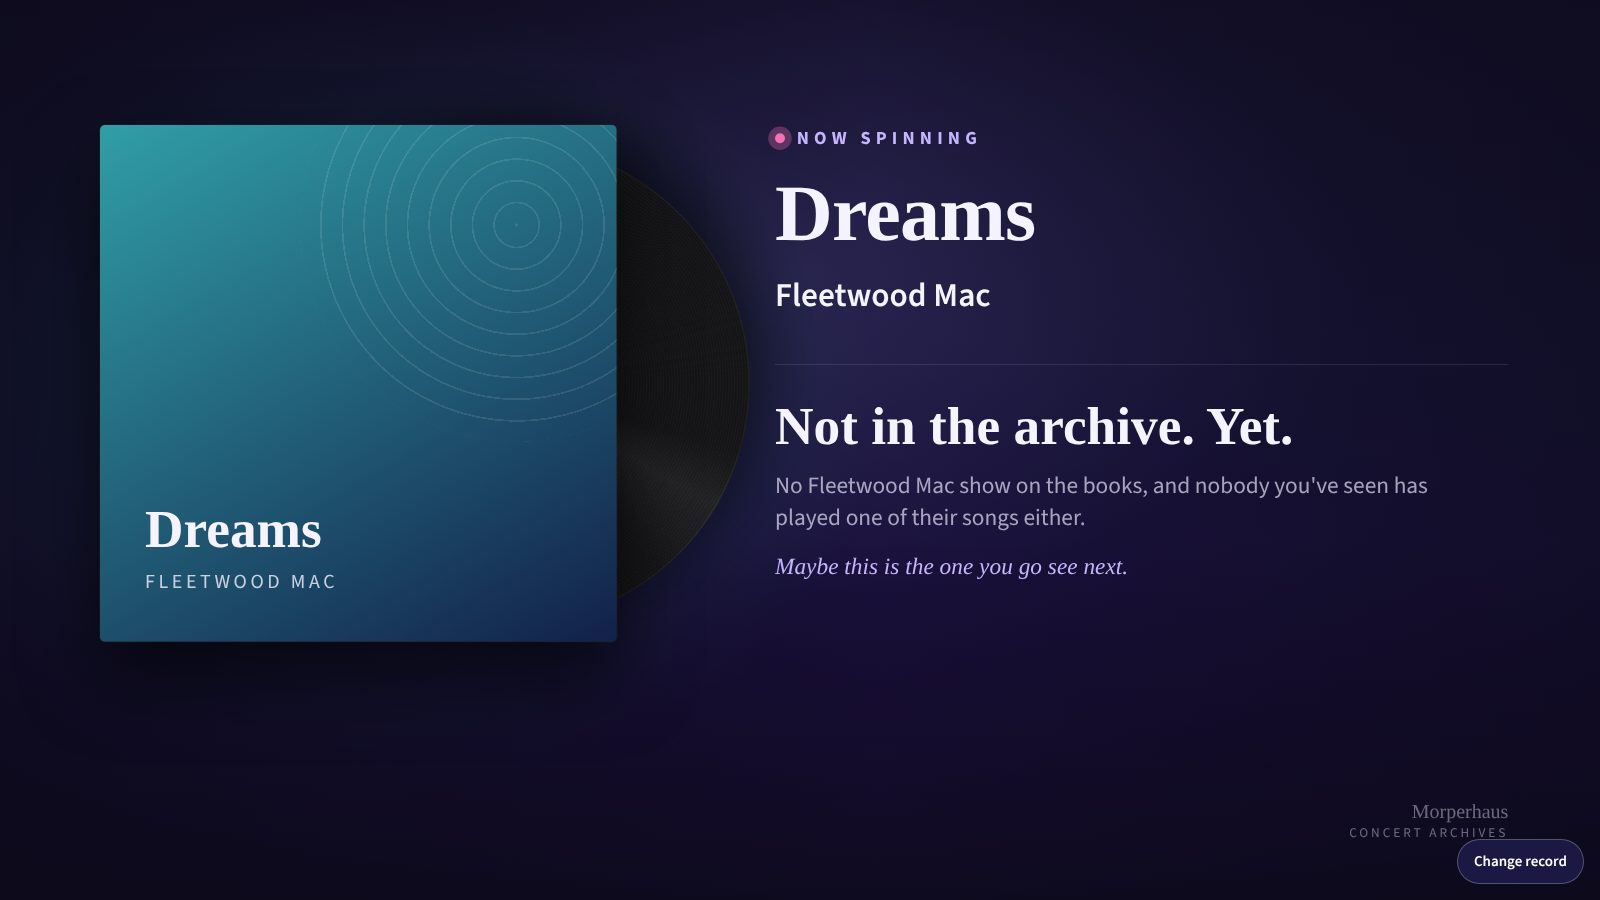 Dreams
FLEETWOOD MAC
NOW SPINNING
Dreams
Fleetwood Mac
Not in the archive. Yet.
No Fleetwood Mac show on the books, and nobody you've seen has
played one of their songs either.
Maybe this is the one you go see next.
Morperhaus
CONCERT ARCHIVES
Change record